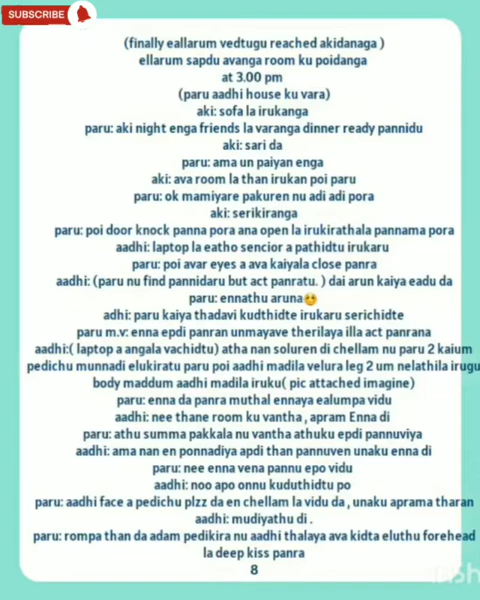 SUBSCRIBE
(finally eallarum vedtugu reached akidanaga )
ellarum sapdu avanga room ku poidanga
at 3.00 pm
(paru aadhi house ku vara)
aki: sofa la irukanga
paru: aki night enga friends la varanga dinner ready pannidu
aki: sari da
paru: ama un paiyan enga
aki: ava room la than irukan poi paru
paru: ok mamiyare pakuren nu adi adi pora
aki: serikiranga
paru: poi door knock panna pora ana open la irukirathala pannama pora
aadhi: laptop la eatho sencior a pathidtu irukaru
paru: poi avar eyes a ava kaiyala close panra
aadhi: (paru nu find pannidaru but act panratu. ) dai arun kaiya eadu da
paru: ennathu aruna😲
adhi: paru kaiya thadavi kudthidte irukaru serichidte
paru m.v: enna epdi panran unmayave therilaya illa act panrana
aadhi:( laptop a angala vachidtu) atha nan soluren di chellam nu paru 2 kaium
pedichu munnadi elukiratu paru poi aadhi madila velura leg 2 um nelathila irugu
body maddum aadhi madila iruku( pic attached imagine)
paru: enna da panra muthal ennaya ealumpa vidu
aadhi: nee thane room ku vantha , apram Enna di
paru: athu summa pakkala nu vantha athuku epdi pannuviya
aadhi: ama nan en ponnadiya apdi than pannuven unaku enna di
paru: nee enna vena pannu epo vidu
aadhi: noo apo onnu kuduthidtu po
paru: aadhi face a pedichu plzz da en chellam la vidu da , unaku aprama tharan
aadhi: mudiyathu di .
paru: rompa than da adam pedikira nu aadhi thalaya ava kidta eluthu forehead
la deep kiss panra
8